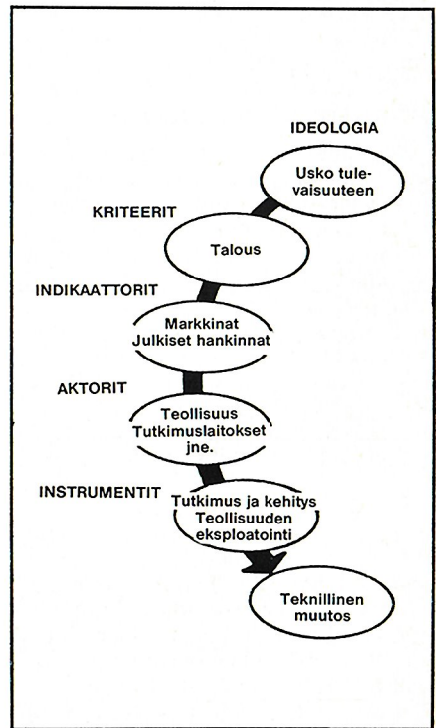 IDEOLOGIA
Usko tule-
vaisuuteen
KRITEERIT
Talous
INDIKAATTORIT
Markkinat
Julkiset hankinnat
AKTORIT
Teollisuus
Tutkimuslaitokset
jne.
INSTRUMENTIT
Tutkimus ja kehitys
Teollisuuden
eksploatointi
Teknillinen
muutos